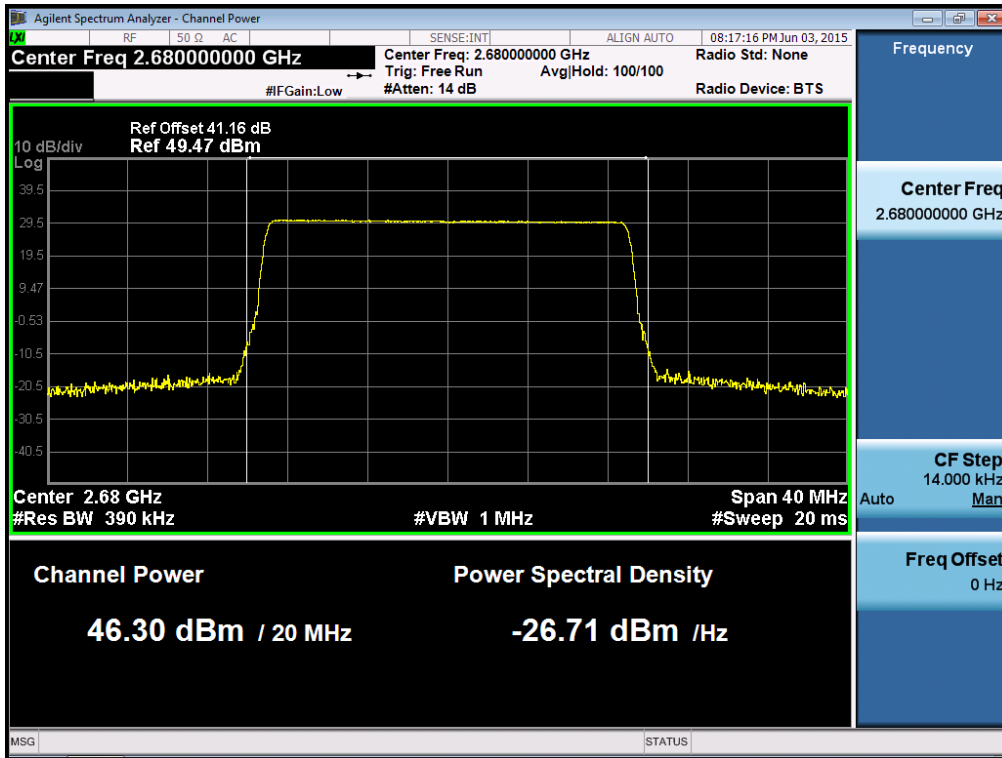 Agilent Spectrum Analyzer - Channel Power
LXI RF 50 Ω AC SENSE:INT ALIGN AUTO 08:17:16 PM Jun 03, 2015
Center Freq 2.680000000 GHz
#IFGain:Low
Center Freq: 2.680000000 GHz
Trig: Free Run Avg|Hold: 100/100
#Atten: 14 dB
Radio Std: None
Radio Device: BTS
Ref Offset 41.16 dB
10 dB/div Ref 49.47 dBm
Log
39.5
29.5
19.5
9.47
-0.53
-10.5
-20.5
-30.5
-40.5
Center 2.68 GHz Span 40 MHz
#Res BW 390 kHz #VBW 1 MHz #Sweep 20 ms
Channel Power Power Spectral Density
46.30 dBm / 20 MHz -26.71 dBm /Hz
MSG STATUS
Frequency
Center Freq
2.680000000 GHz
CF Step
14.000 kHz
Auto Man
Freq Offset
0 Hz